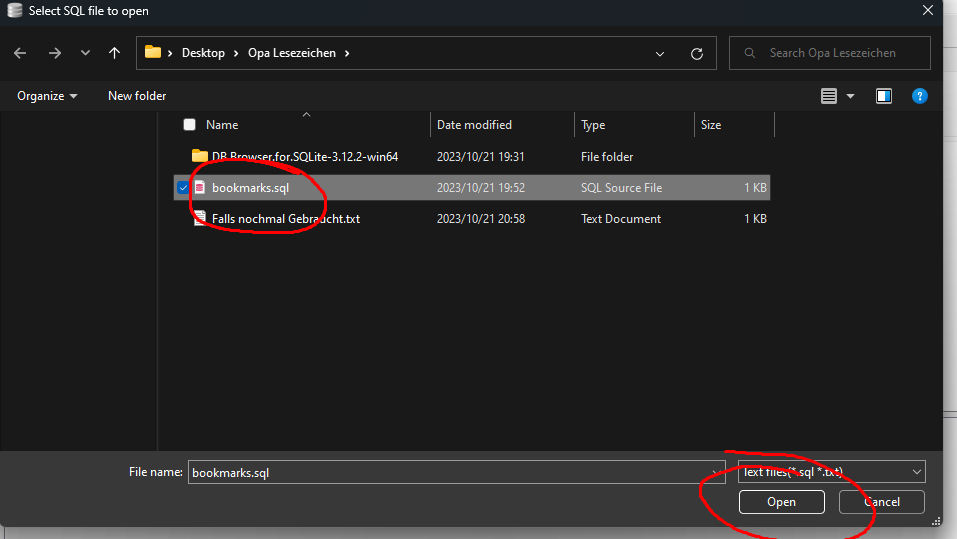 Select SQL file to open
Desktop > Opa Lesezeichen >
Search Opa Lesezeichen
Organize
New folder
Name
Date modified
Type
Size
DB.Browser.for.SQLite-3.12.2-win64
2023/10/21 19:31
File folder
bookmarks.sql
2023/10/21 19:52
SQL Source File
1 KB
Falls nochmal Gebraucht.txt
2023/10/21 20:58
Text Document
1 KB
File name:
bookmarks.sql
Text files(*.sql *.txt)
Open
Cancel